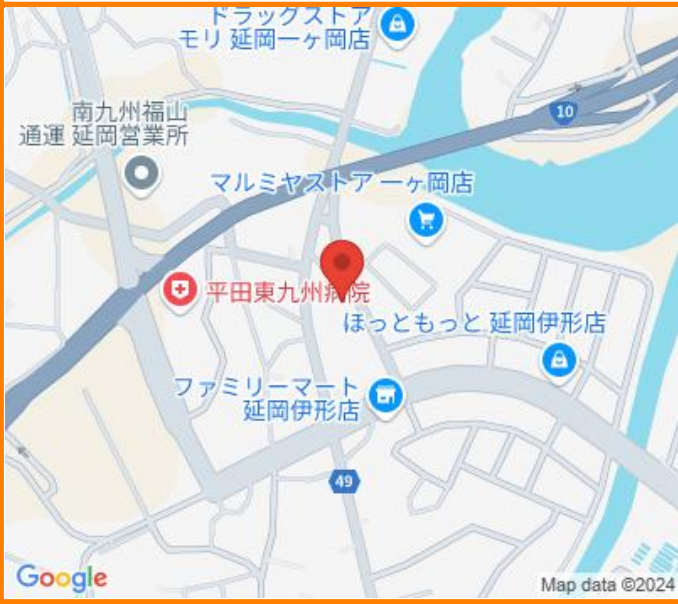 ドラッグストア
モリ 延岡一ヶ岡店
10
南九州福山
通運 延岡営業所
マルミヤストア 一ヶ岡店
平田東九州病院
ほっともっと 延岡伊形店
ファミリーマート
延岡伊形店
49
Google
Map data ©2024